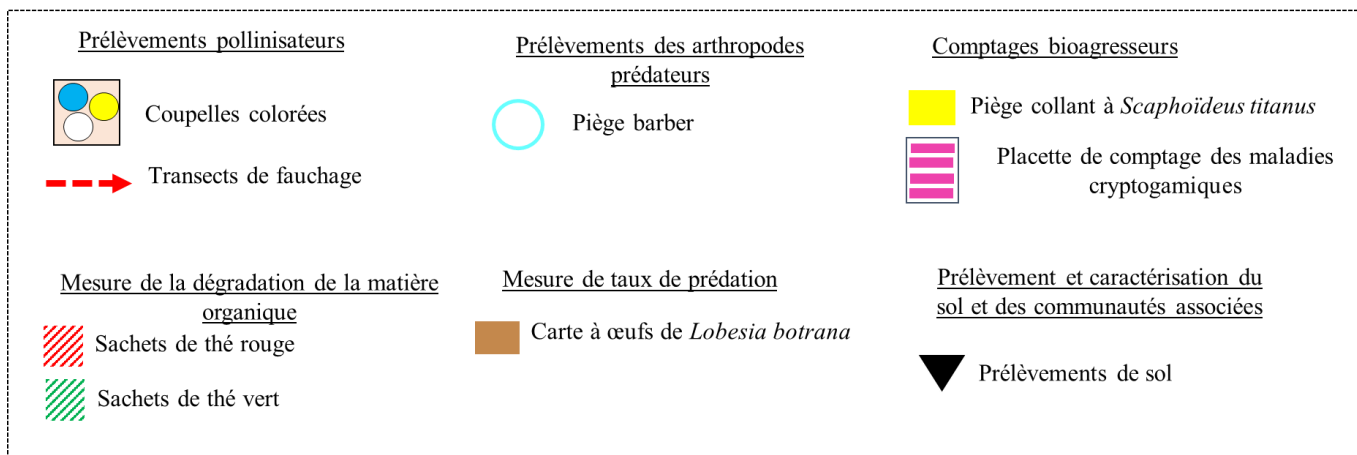 Prélèvements pollinisateurs
Coupelles colorées
Transects de fauchage
Prélèvements des arthropodes
prédateurs
Piège barber
Comptages bioagresseurs
Piège collant à Scaphoïdeus titanus
Placette de comptage des maladies
cryptogamiques
Mesure de la dégradation de la matière
organique
Sachets de thé rouge
Sachets de thé vert
Mesure de taux de prédation
Carte à œufs de Lobesia botrana
Prélèvement et caractérisation du
sol et des communautés associées
Prélèvements de sol